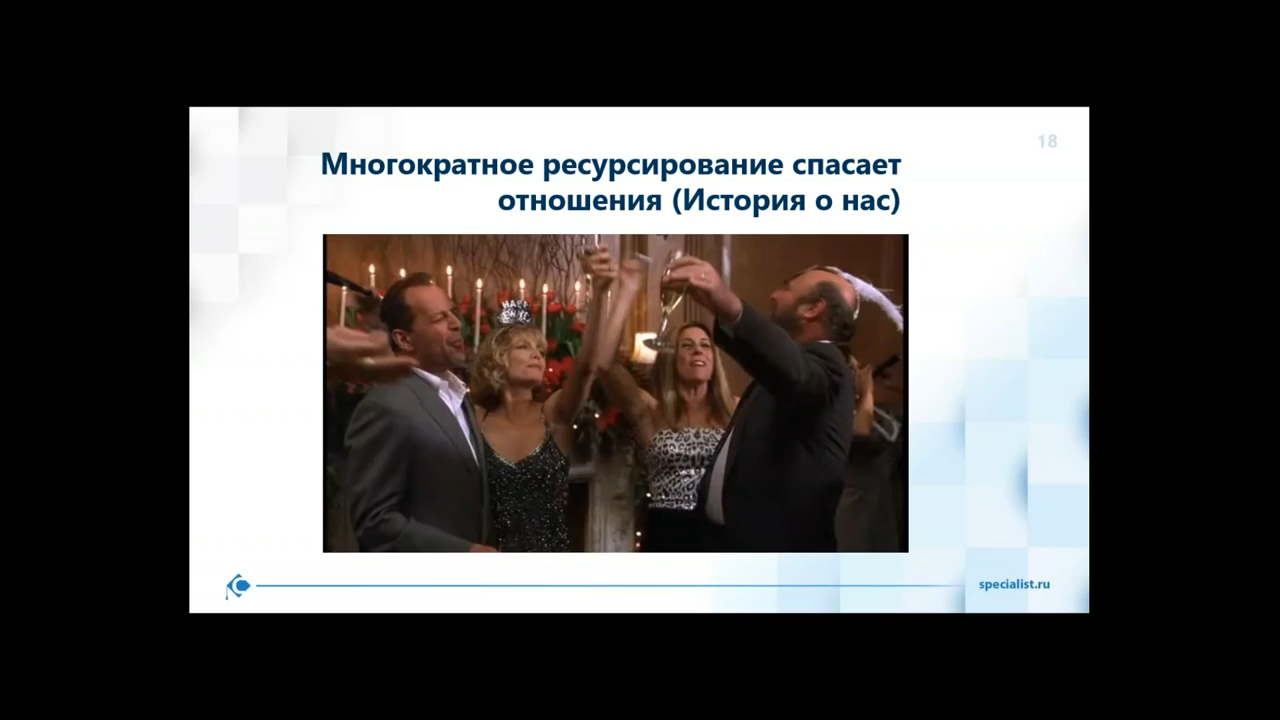 18
Многократное ресурсирование спасает
отношения (История о нас)
specialist.ru